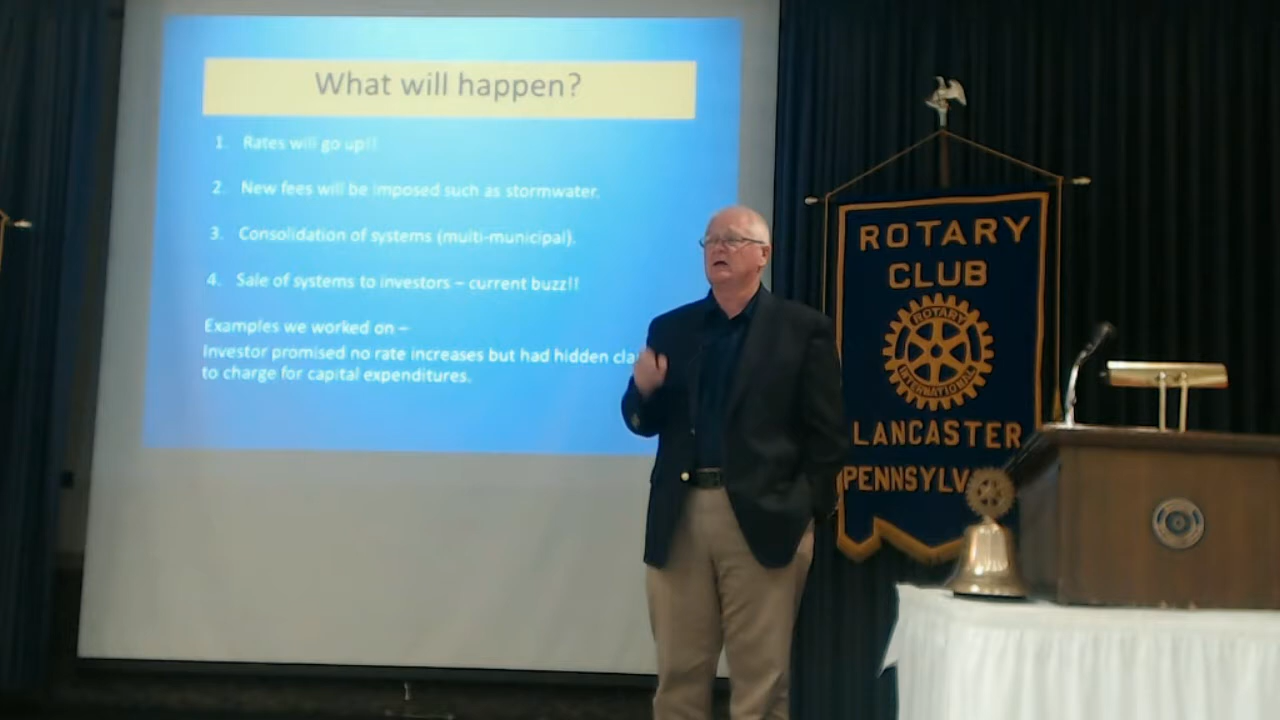 What will happen?
1. Rates will go up!!
2. New fees will be imposed such as stormwater.
3. Consolidation of systems (multi-municipal).
4. Sale of systems to investors – current buzz!!
Examples we worked on –
Investor promised no rate increases but had hidden cla
to charge for capital expenditures.
ROTARY
CLUB
ROTARY
INTERNATIONAL
LANCASTER
PENNSYLV